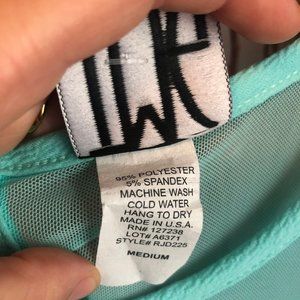 95% POLYESTER
5% SPANDEX
MACHINE WASH
COLD WATER
HANG TO DRY
MADE IN U.S.A.
RN# 127238
LOT# A6371
STYLE# RJD225
MEDIUM